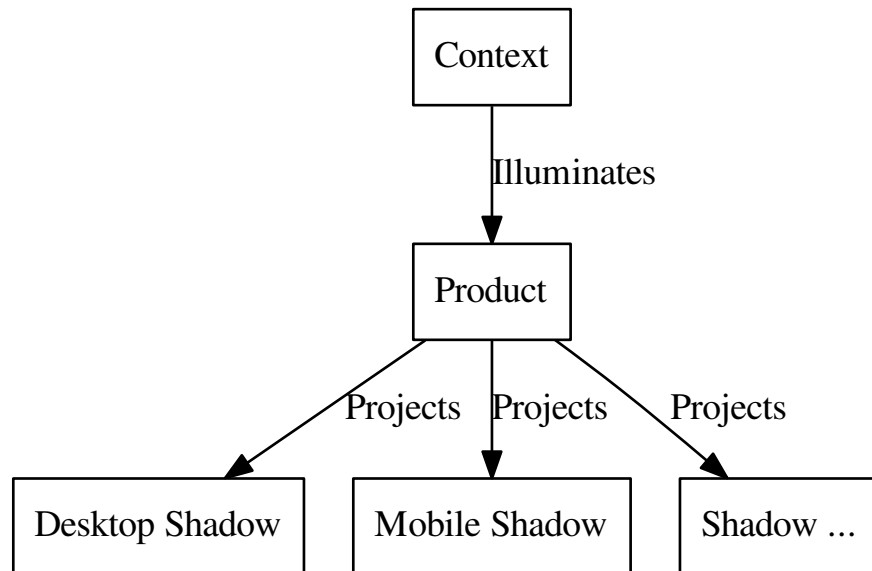 Context
Illuminates
Product
Projects
Projects
Projects
Desktop Shadow
Mobile Shadow
Shadow ...